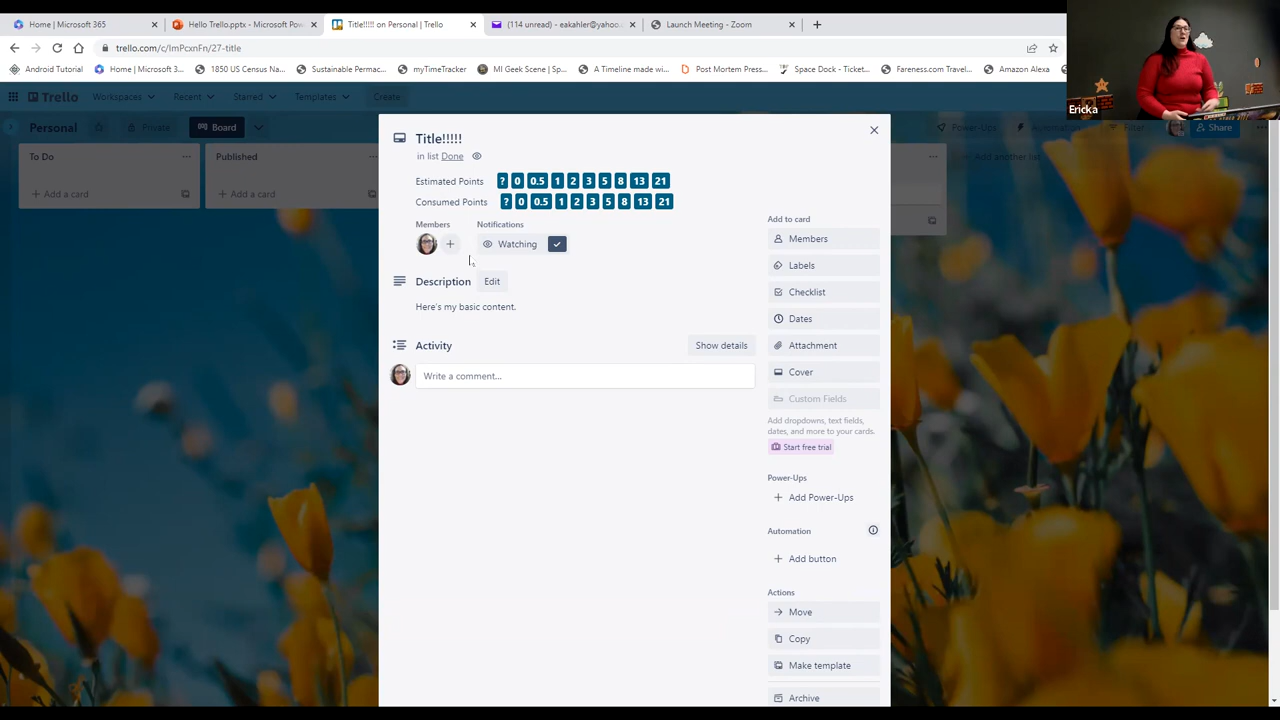 Home | Microsoft 365
Hello Trello.pptx - Microsoft Pow
Title!!!!! on Personal | Trello
(114 unread) - eakahler@yahoo.c
Launch Meeting - Zoom
trello.com/c/ImPcxnFn/27-title
Android Tutorial
Home | Microsoft 3...
1850 US Census Na...
Sustainable Permac...
myTimeTracker
MI Geek Scene | Sp...
A Timeline made wi...
Post Mortem Press...
Space Dock - Ticket...
Fareness.com Travel...
Amazon Alexa
Ericka
Trello
Workspaces
Recent
Starred
Templates
Create
Personal
Private
Board
Power-Ups
Automation
Filter
Share
To Do
Add a card
Published
Add a card
Add another list
Title!!!!!
in list Done
Estimated Points ? 0 0.5 1 2 3 5 8 13 21
Consumed Points ? 0 0.5 1 2 3 5 8 13 21
Members
Notifications
Watching
Description
Edit
Here's my basic content.
Activity
Show details
Write a comment...
Add to card
Members
Labels
Checklist
Dates
Attachment
Cover
Custom Fields
Add dropdowns, text fields,
dates, and more to your cards.
Start free trial
Power-Ups
Add Power-Ups
Automation
Add button
Actions
Move
Copy
Make template
Archive